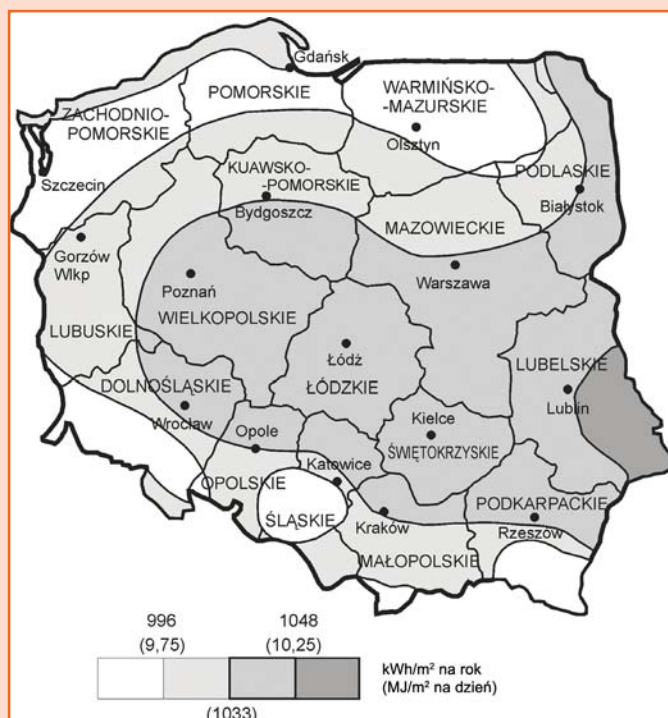 Gdańsk
POMORSKIE
WARMIŃSKO-
-MAZURSKIE
ZACHODNIO-
POMORSKIE
Olsztyn
KUAWSKO-
-POMORSKIE
PODLASKIE
Szczecin
Bydgoszcz
Białystok
MAZOWIECKIE
Gorzów
Wlkp
Warszawa
Poznań
WIELKOPOLSKIE
LUBUSKIE
Łódź
ŁÓDZKIE
LUBELSKIE
DOLNOŚLĄSKIE
Lublin
Wrocław
Opole
Kielce
ŚWIĘTOKRZYSKIE
Katowice
OPOLSKIE
ŚLĄSKIE
Kraków
PODKARPACKIE
Rzeszów
MAŁOPOLSKIE
996
1048
(9,75)
(10,25)
kWh/m² na rok
(MJ/m² na dzień)
(1033)